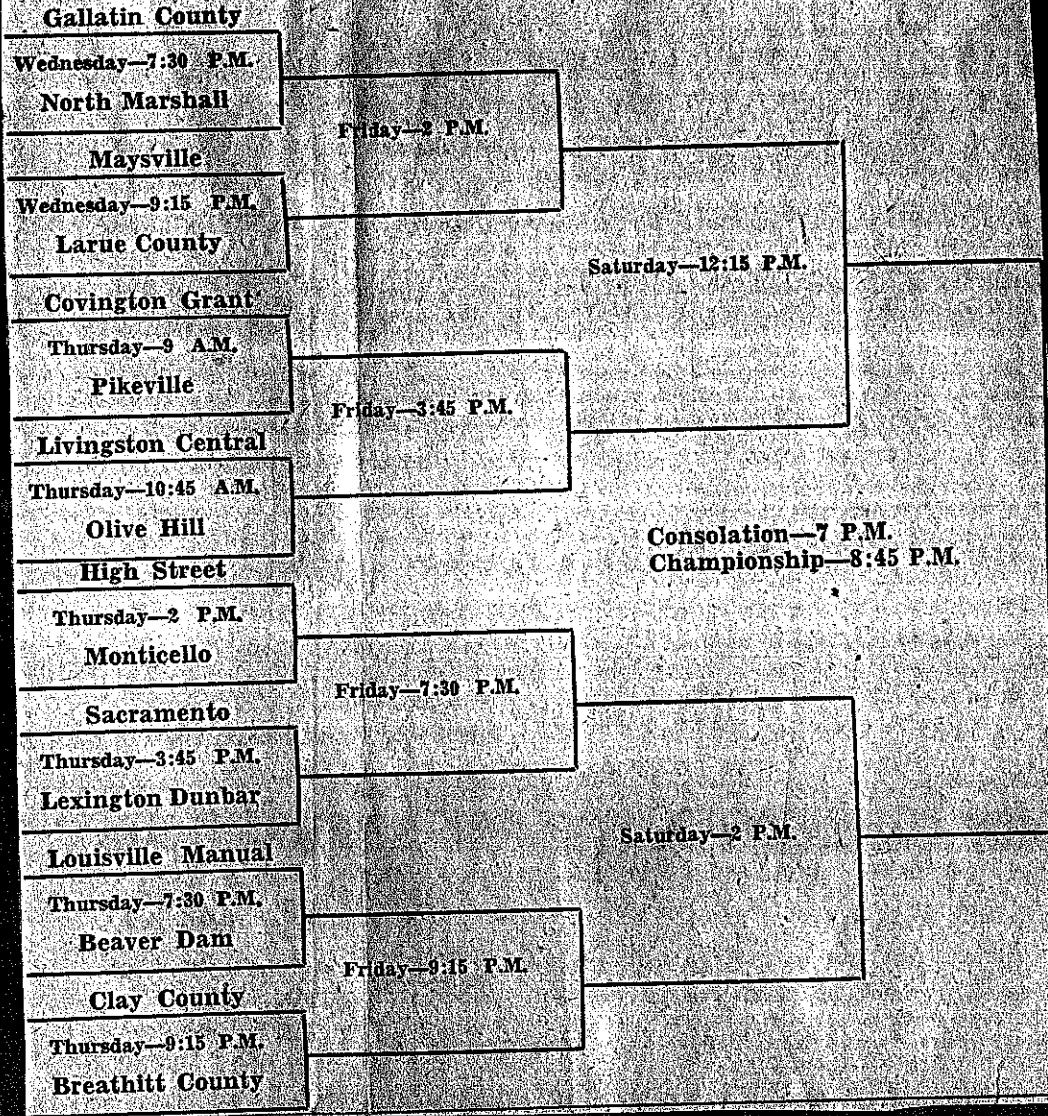 Gallatin County
Wednesday—7:30 P.M.
North Marshall
Maysville
Wednesday—9:15 P.M.
Larue County
Covington Grant
Thursday—9 A.M.
Pikeville
Livingston Central
Thursday—10:45 A.M.
Olive Hill
High Street
Thursday—2 P.M.
Monticello
Sacramento
Thursday—3:45 P.M.
Lexington Dunbar
Louisville Manual
Thursday—7:30 P.M.
Beaver Dam
Clay County
Thursday—9:15 P.M.
Breathitt County
Friday—2 P.M.
Friday—3:45 P.M.
Friday—7:30 P.M.
Friday—9:15 P.M.
Saturday—12:15 P.M.
Consolation—7 P.M.
Championship—8:45 P.M.
Saturday—2 P.M.